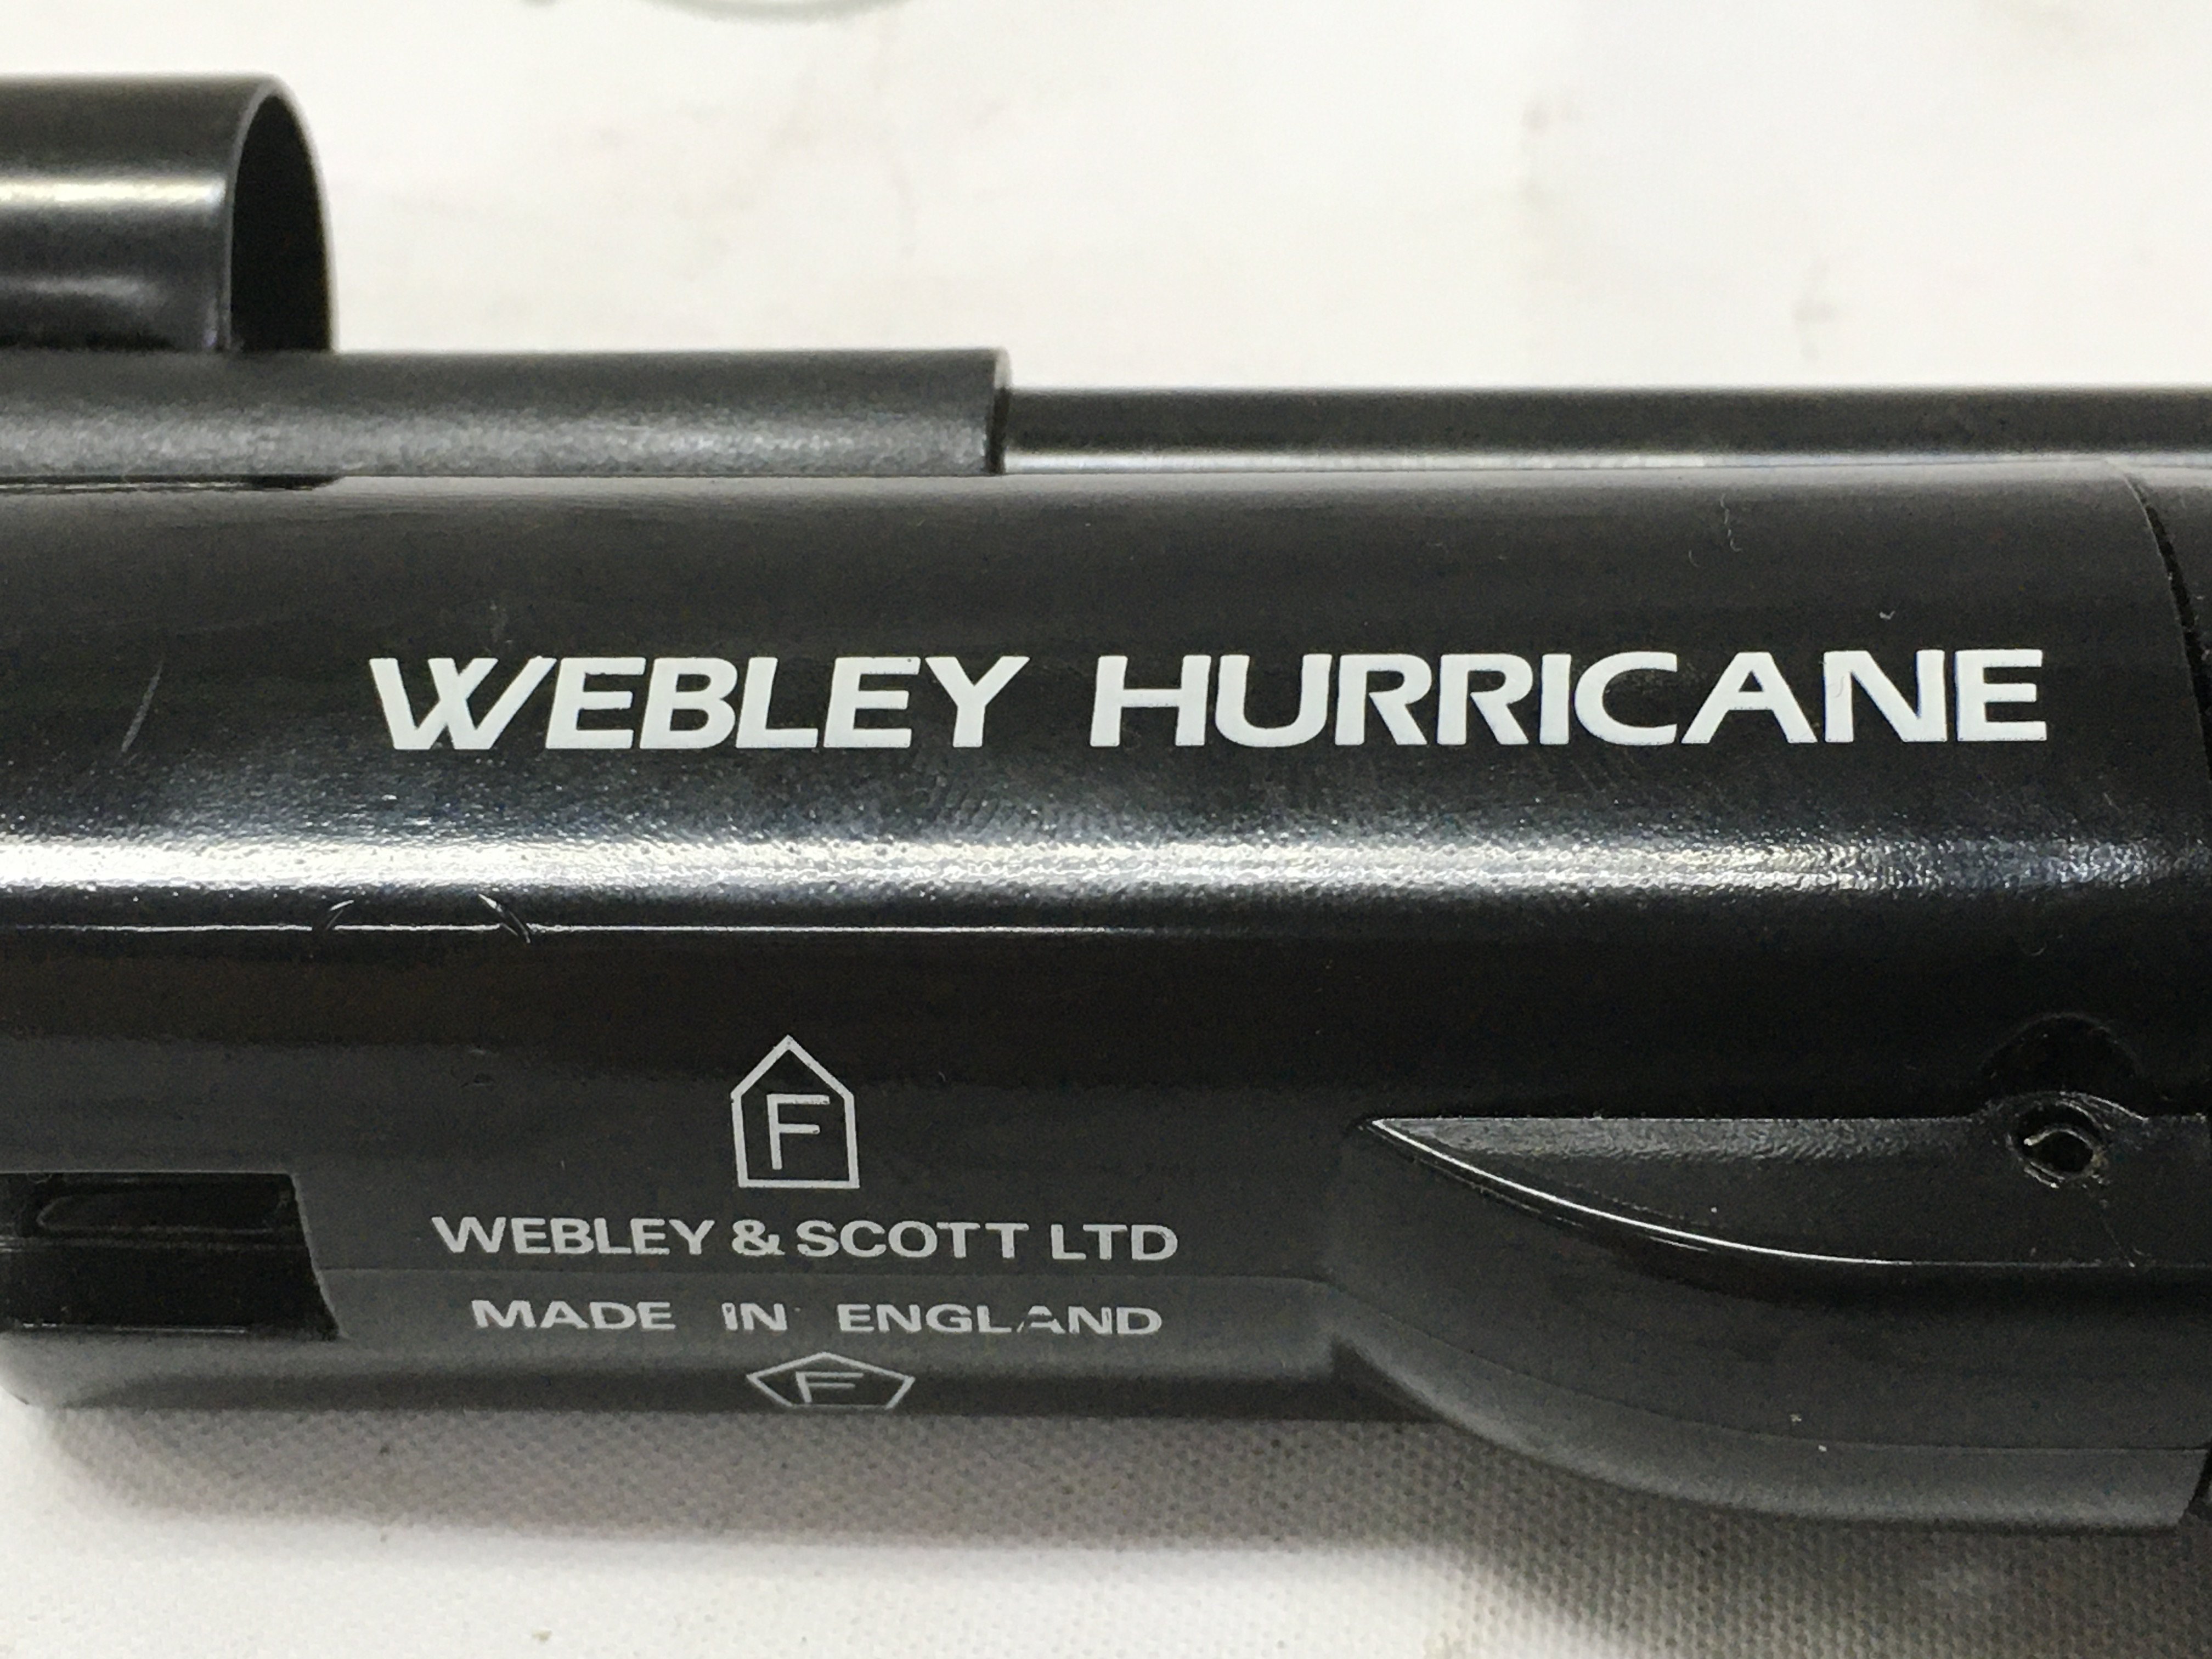 WEBLEY HURRICANE
F
WEBLEY & SCOTT LTD
MADE IN ENGLAND
F